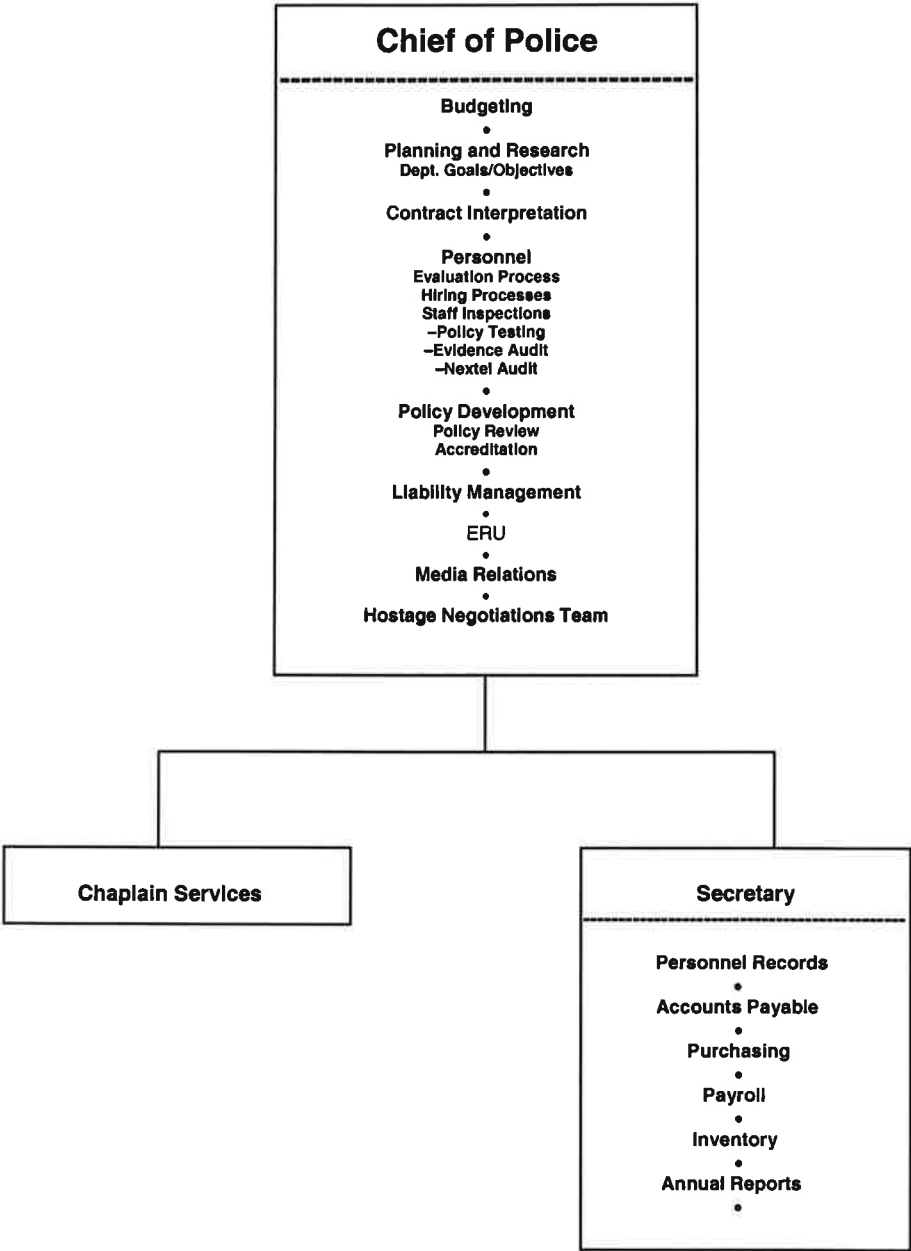 Chief of Police
Budgeting
•
Planning and Research
Dept. Goals/Objectives
•
Contract Interpretation
•
Personnel
Evaluation Process
Hiring Processes
Staff Inspections
–Policy Testing
–Evidence Audit
–Nextel Audit
•
Policy Development
Policy Review
Accreditation
•
Liability Management
•
ERU
•
Media Relations
•
Hostage Negotiations Team
Chaplain Services
Secretary
Personnel Records
•
Accounts Payable
•
Purchasing
•
Payroll
•
Inventory
•
Annual Reports
•